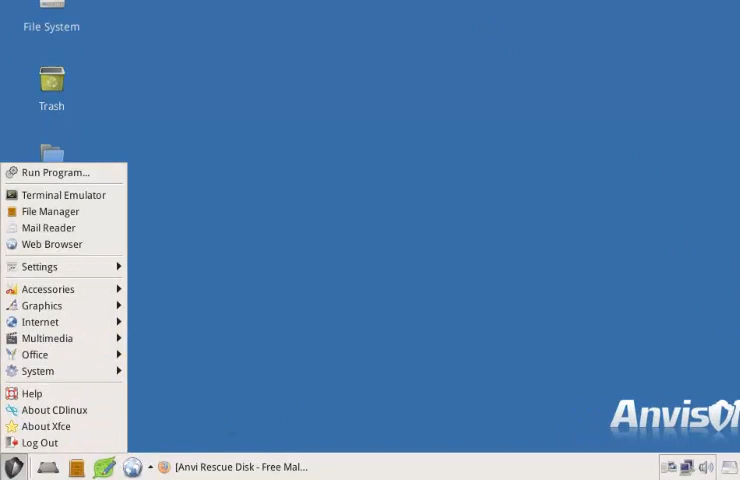 File System
Trash
Run Program...
Terminal Emulator
File Manager
Mail Reader
Web Browser
Settings
Accessories
Graphics
Internet
Multimedia
Office
System
Help
About CDlinux
About Xfce
Log Out
Anviso
[Anvi Rescue Disk - Free Mal...